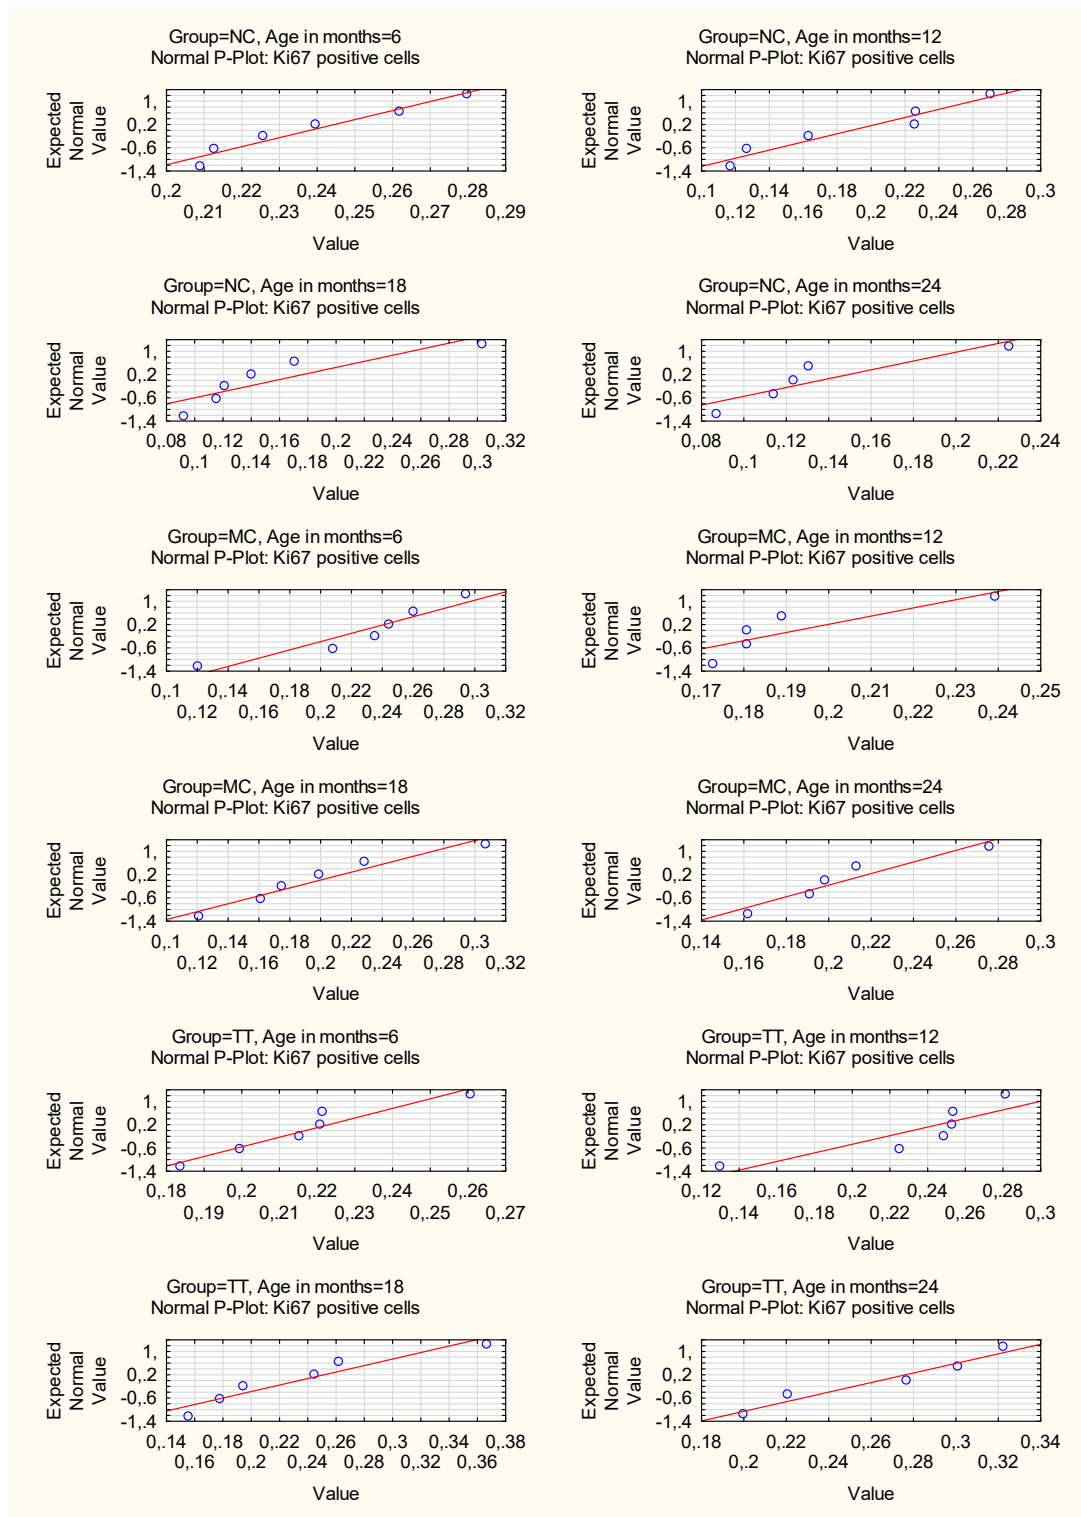 Group=NC, Age in months=6
Normal P-Plot: Ki67 positive cells
Expected
Normal
Value
1,
0,.2
-0,.6
-1,.4
0,.2 0,.22 0,.24 0,.26 0,.28
0,.21 0,.23 0,.25 0,.27 0,.29
Value
Group=NC, Age in months=12
Normal P-Plot: Ki67 positive cells
Expected
Normal
Value
1,
0,.2
-0,.6
-1,.4
0,.1 0,.14 0,.18 0,.22 0,.26 0,.3
0,.12 0,.16 0,.2 0,.24 0,.28
Value
Group=NC, Age in months=18
Normal P-Plot: Ki67 positive cells
Expected
Normal
Value
1,
0,.2
-0,.6
-1,.4
0,.08 0,.12 0,.16 0,.2 0,.24 0,.28 0,.32
0,.1 0,.14 0,.18 0,.22 0,.26 0,.3
Value
Group=NC, Age in months=24
Normal P-Plot: Ki67 positive cells
Expected
Normal
Value
1,
0,.2
-0,.6
-1,.4
0,.08 0,.12 0,.16 0,.2 0,.24
0,.1 0,.14 0,.18 0,.22
Value
Group=MC, Age in months=6
Normal P-Plot: Ki67 positive cells
Expected
Normal
Value
1,
0,.2
-0,.6
-1,.4
0,.1 0,.14 0,.18 0,.22 0,.26 0,.3
0,.12 0,.16 0,.2 0,.24 0,.28 0,.32
Value
Group=MC, Age in months=12
Normal P-Plot: Ki67 positive cells
Expected
Normal
Value
1,
0,.2
-0,.6
-1,.4
0,.17 0,.19 0,.21 0,.23 0,.25
0,.18 0,.2 0,.22 0,.24
Value
Group=MC, Age in months=18
Normal P-Plot: Ki67 positive cells
Expected
Normal
Value
1,
0,.2
-0,.6
-1,.4
0,.1 0,.14 0,.18 0,.22 0,.26 0,.3
0,.12 0,.16 0,.2 0,.24 0,.28 0,.32
Value
Group=MC, Age in months=24
Normal P-Plot: Ki67 positive cells
Expected
Normal
Value
1,
0,.2
-0,.6
-1,.4
0,.14 0,.18 0,.22 0,.26 0,.3
0,.16 0,.2 0,.24 0,.28
Value
Group=TT, Age in months=6
Normal P-Plot: Ki67 positive cells
Expected
Normal
Value
1,
0,.2
-0,.6
-1,.4
0,.18 0,.2 0,.22 0,.24 0,.26
0,.19 0,.21 0,.23 0,.25 0,.27
Value
Group=TT, Age in months=12
Normal P-Plot: Ki67 positive cells
Expected
Normal
Value
1,
0,.2
-0,.6
-1,.4
0,.12 0,.16 0,.2 0,.24 0,.28
0,.14 0,.18 0,.22 0,.26 0,.3
Value
Group=TT, Age in months=18
Normal P-Plot: Ki67 positive cells
Expected
Normal
Value
1,
0,.2
-0,.6
-1,.4
0,.14 0,.18 0,.22 0,.26 0,.3 0,.34 0,.38
0,.16 0,.2 0,.24 0,.28 0,.32 0,.36
Value
Group=TT, Age in months=24
Normal P-Plot: Ki67 positive cells
Expected
Normal
Value
1,
0,.2
-0,.6
-1,.4
0,.18 0,.22 0,.26 0,.3 0,.34
0,.2 0,.24 0,.28 0,.32
Value